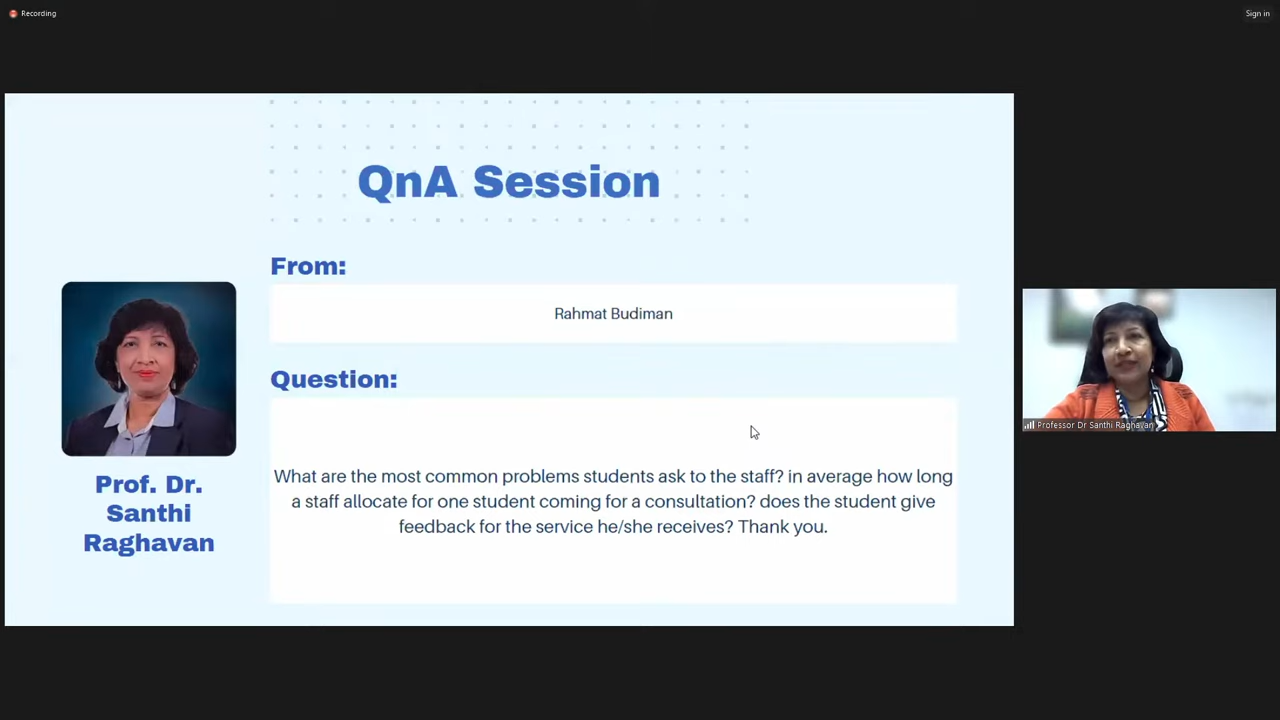 Recording
Sign in
QnA Session
From:
Rahmat Budiman
Question:
What are the most common problems students ask to the staff? in average how long
a staff allocate for one student coming for a consultation? does the student give
feedback for the service he/she receives? Thank you.
Prof. Dr.
Santhi
Raghavan
Professor Dr Santhi Raghavan